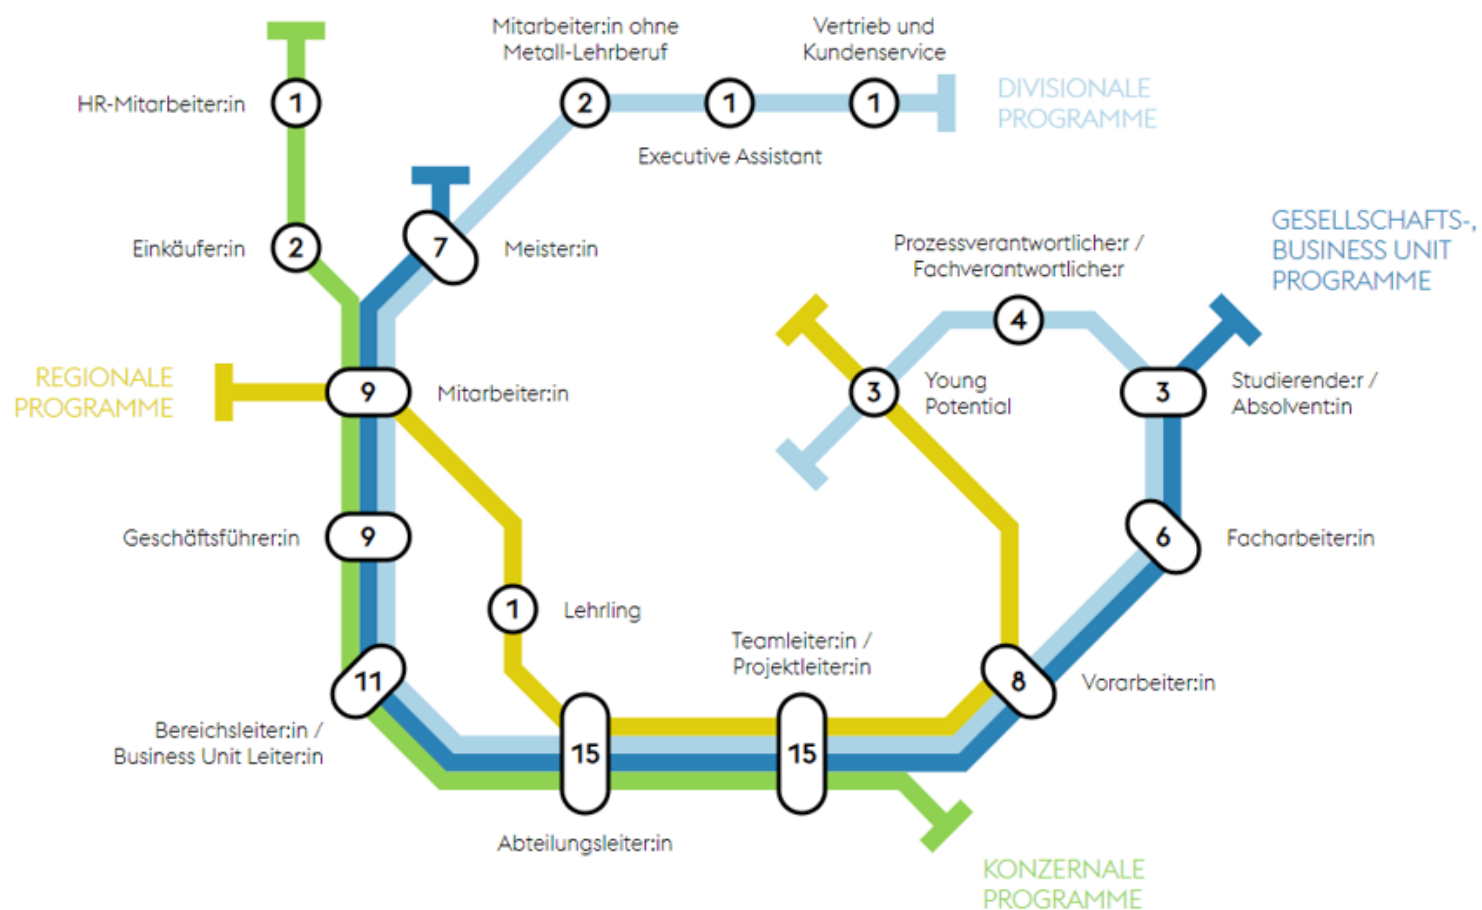 Mitarbeiter:in ohne
Metall-Lehrberuf
Vertrieb und
Kundenservice
HR-Mitarbeiter:in
1
2
1
1
DIVISIONALE
PROGRAMME
Executive Assistant
Einkäufer:in
2
7
Meister:in
Prozessverantwortliche:r /
Fachverantwortliche:r
GESELLSCHAFTS-,
BUSINESS UNIT
PROGRAMME
4
REGIONALE
PROGRAMME
9
Mitarbeiter:in
3
Young
Potential
3
Studierende:r /
Absolvent:in
Geschäftsführer:in
9
6
Facharbeiter:in
1
Lehrling
Teamleiter:in /
Projektleiter:in
11
8
Vorarbeiter:in
Bereichsleiter:in /
Business Unit Leiter:in
15
15
Abteilungsleiter:in
KONZERNALE
PROGRAMME